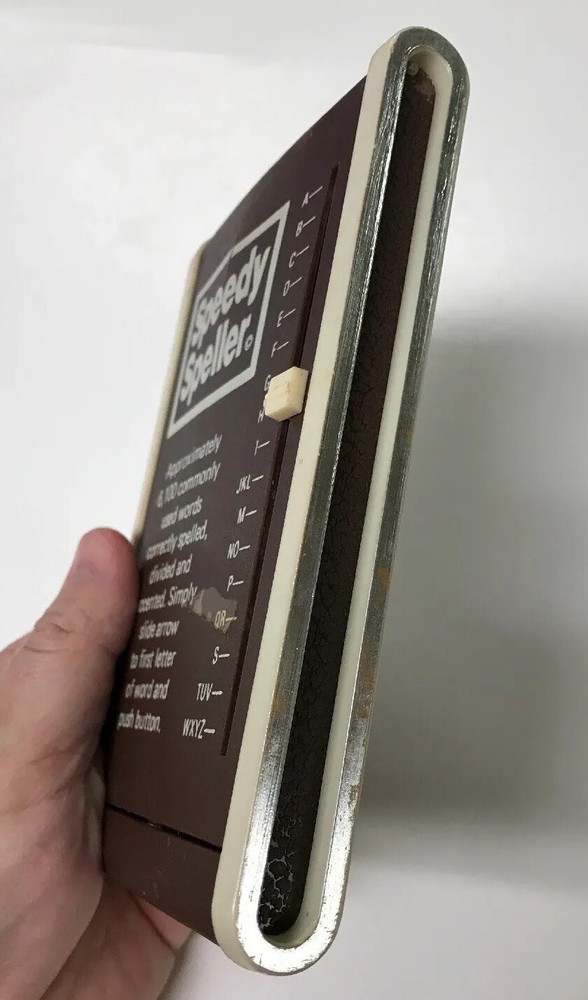 Speedy
Speller ©
Approximately
6,100 commonly
used words
correctly spelled,
divided and
accented. Simply
slide arrow
to first letter
of word and
push button.
A
B
C
D
E
F
G
H
I
JKL
M
NO
P
QR
S
TUV
WXYZ